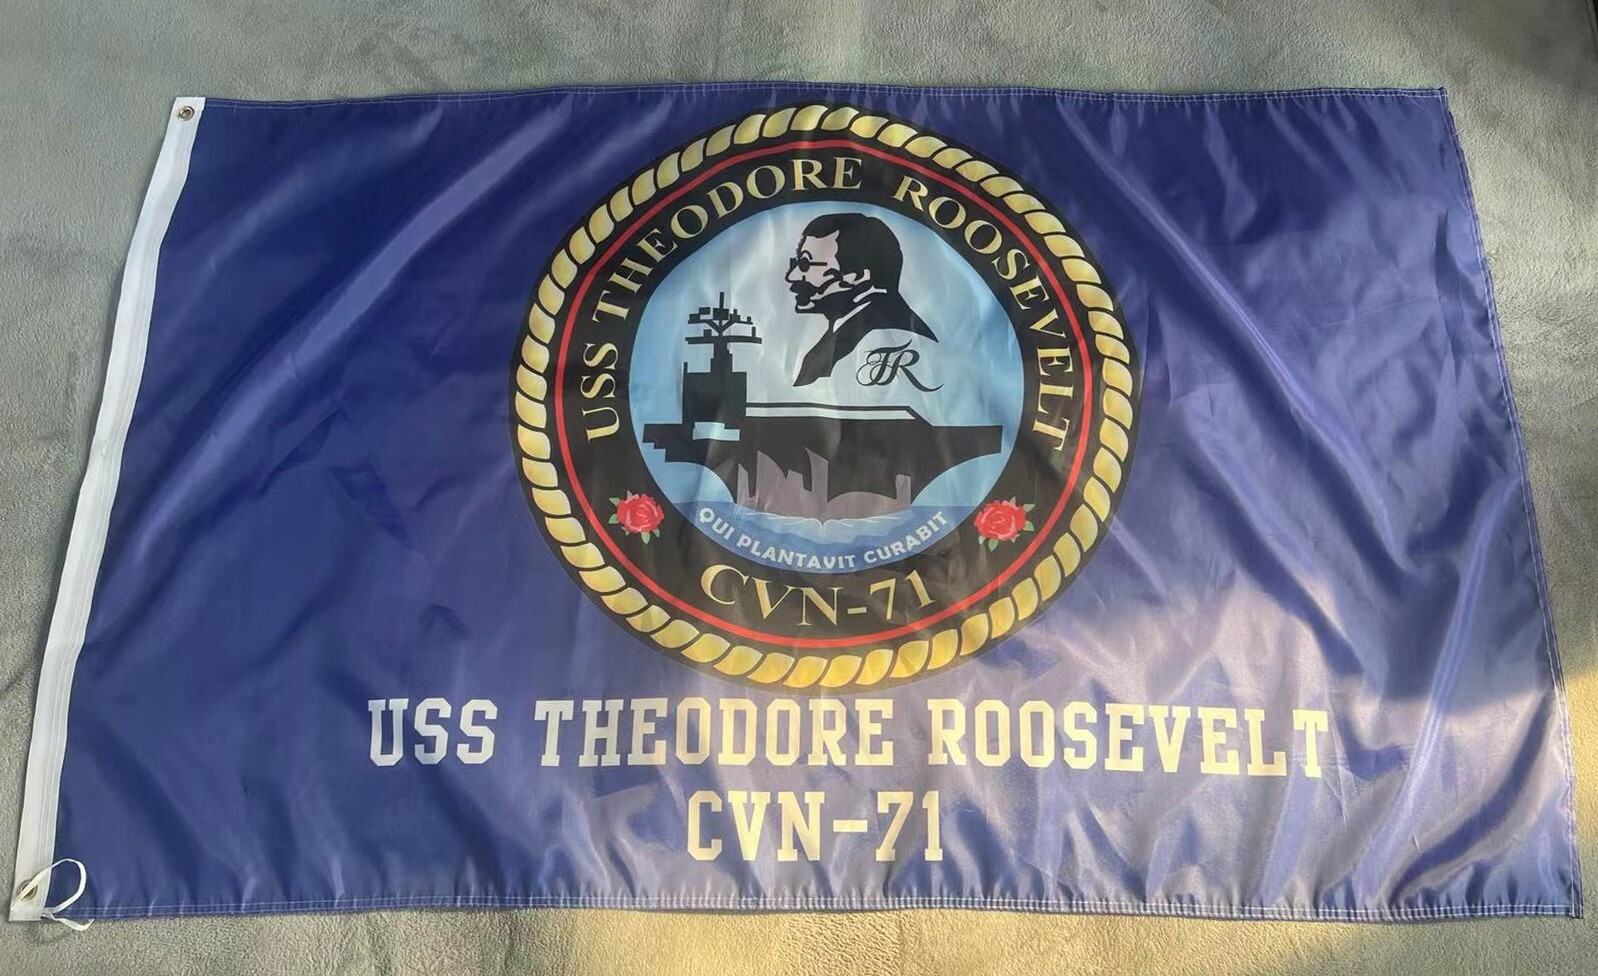 USS THEODORE ROOSEVELT
TR
QUI PLANTAVIT CURABIT
CVN-71
USS THEODORE ROOSEVELT
CVN-71